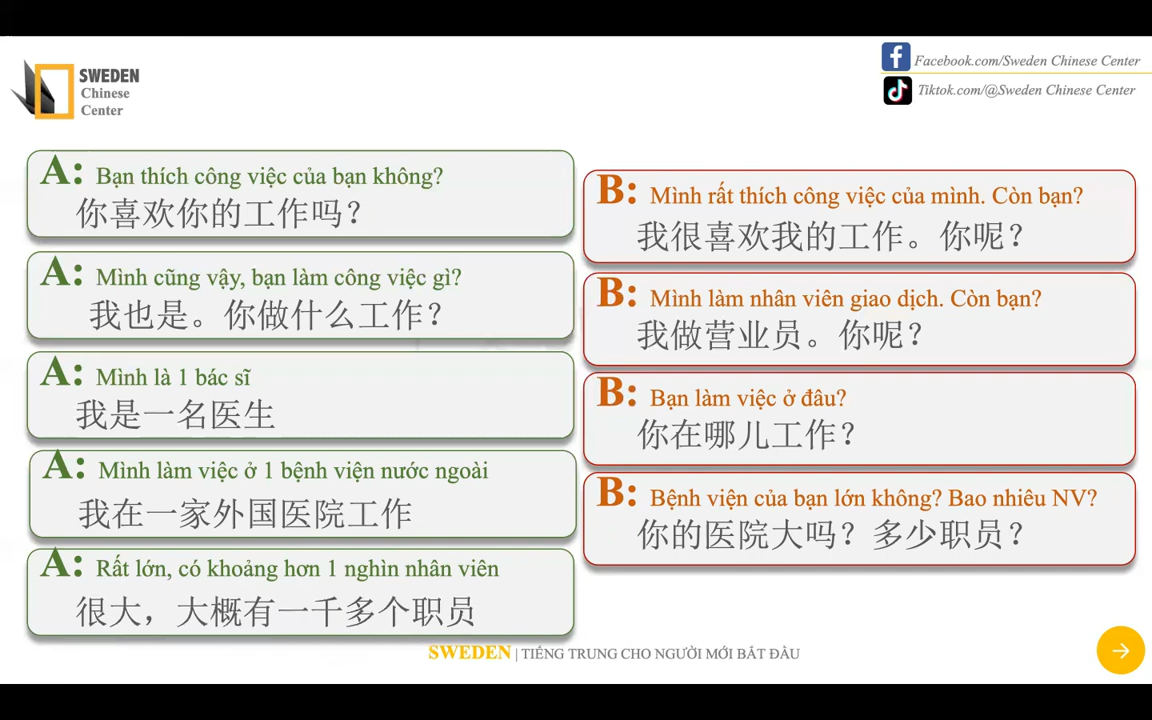 SWEDEN
Chinese
Center
Facebook.com/Sweden Chinese Center
Tiktok.com/@Sweden Chinese Center
A: Bạn thích công việc của bạn không?
你喜欢你的工作吗？
B: Mình rất thích công việc của mình. Còn bạn?
我很喜欢我的工作。你呢？
A: Mình cũng vậy, bạn làm công việc gì?
我也是。你做什么工作？
B: Mình làm nhân viên giao dịch. Còn bạn?
我做营业员。你呢？
A: Mình là 1 bác sĩ
我是一名医生
B: Bạn làm việc ở đâu?
你在哪儿工作？
A: Mình làm việc ở 1 bệnh viện nước ngoài
我在一家外国医院工作
B: Bệnh viện của bạn lớn không? Bao nhiêu NV?
你的医院大吗？多少职员？
A: Rất lớn, có khoảng hơn 1 nghìn nhân viên
很大，大概有一千多个职员
SWEDEN | TIẾNG TRUNG CHO NGƯỜI MỚI BẮT ĐẦU